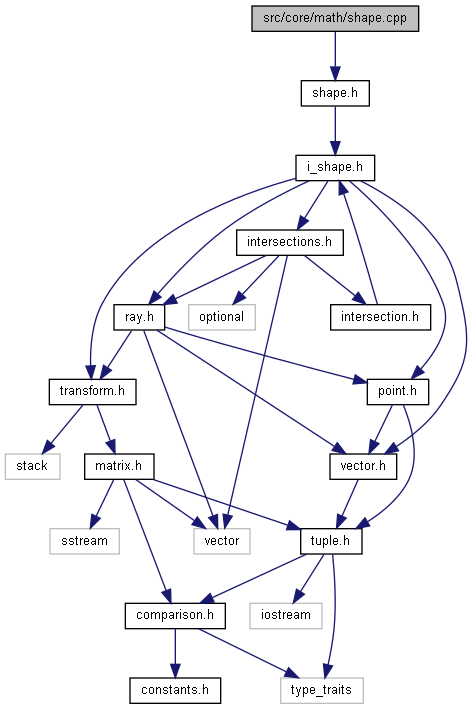 src/core/math/shape.cpp
shape.h
i_shape.h
intersections.h
ray.h
optional
intersection.h
transform.h
point.h
stack
matrix.h
vector.h
sstream
vector
tuple.h
comparison.h
iostream
constants.h
type_traits